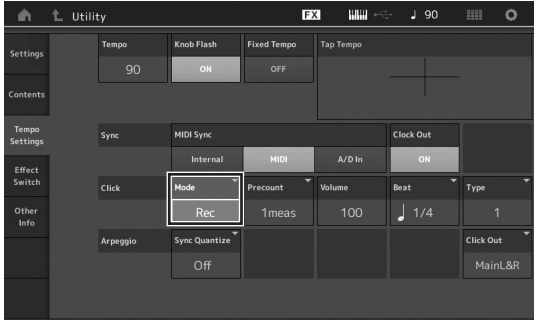 Utility FX 90
Settings
Contents
Tempo
Settings
Effect
Switch
Other
Info
Tempo Knob Flash Fixed Tempo Tap Tempo
90 ON OFF
Sync MIDI Sync Clock Out
Internal MIDI A/D In ON
Click Mode Precount Volume Beat Type
Rec 1meas 100 1/4 1
Arpeggio Sync Quantize Click Out
Off MainL&R